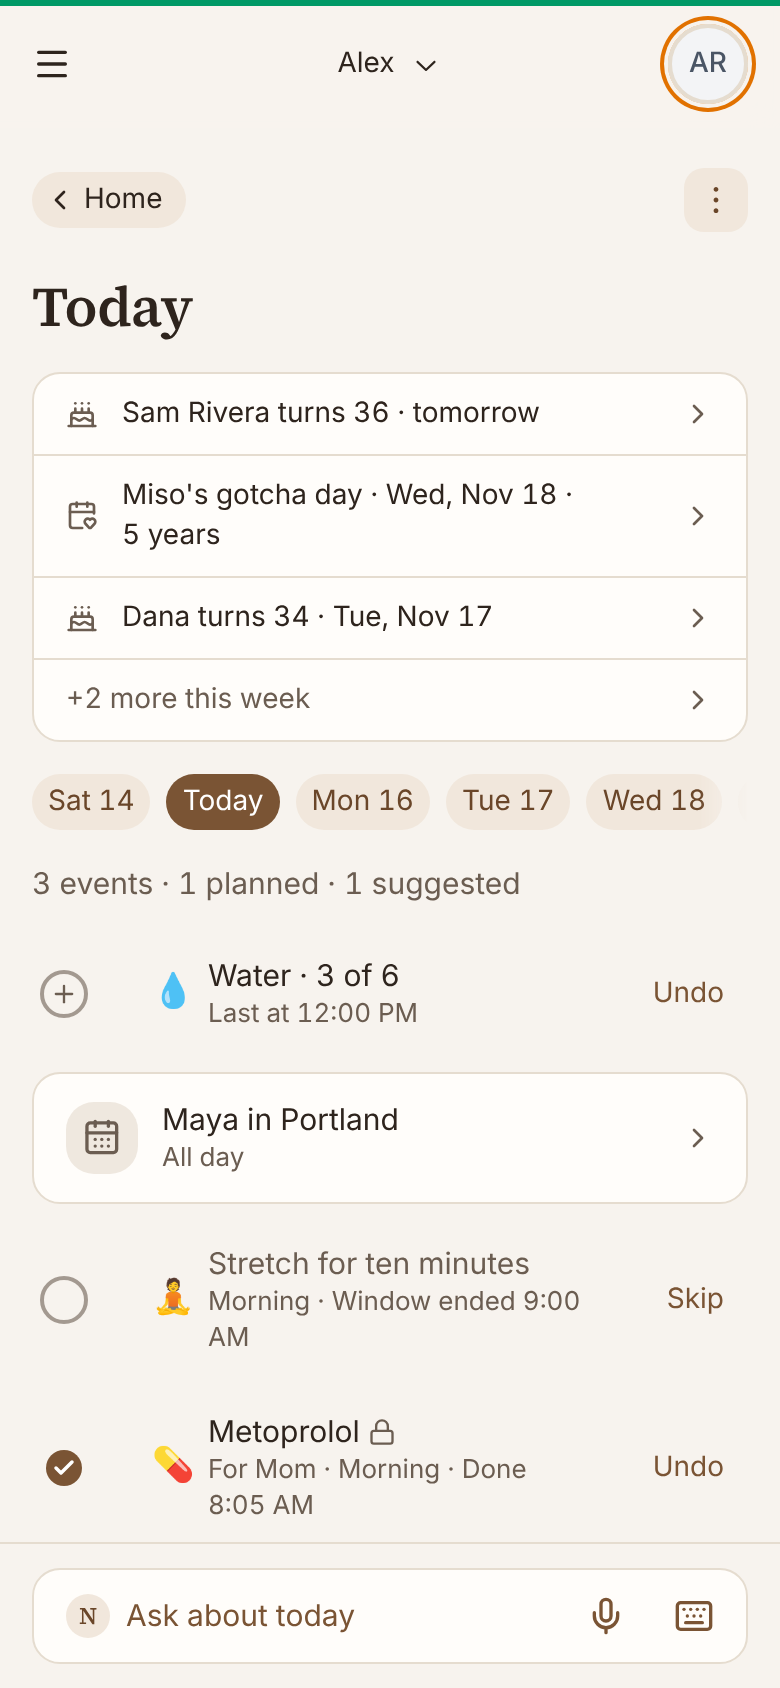 Alex
AR
Home
Today
Sam Rivera turns 36 · tomorrow
Miso's gotcha day · Wed, Nov 18 ·
5 years
Dana turns 34 · Tue, Nov 17
+2 more this week
Sat 14
Today
Mon 16
Tue 17
Wed 18
3 events · 1 planned · 1 suggested
Water · 3 of 6
Last at 12:00 PM
Undo
Maya in Portland
All day
Stretch for ten minutes
Morning · Window ended 9:00
AM
Skip
Metoprolol
For Mom · Morning · Done
8:05 AM
Undo
N
Ask about today